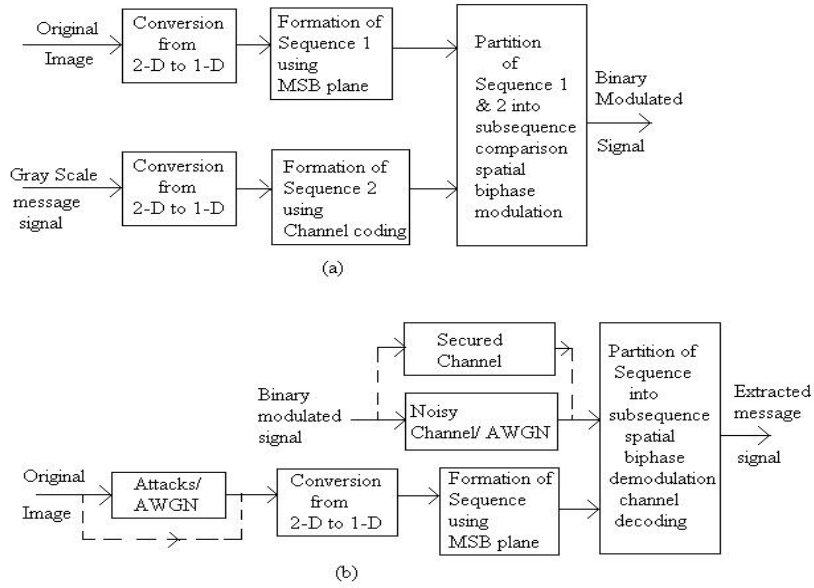 Original
Image
Conversion
from
2-D to 1-D
Formation of
Sequence 1
using
MSB plane
Partition
of
Sequence 1
& 2 into
subsequence
comparison
spatial
biphase
modulation
Binary
Modulated
Signal
Gray Scale
message
signal
Conversion
from
2-D to 1-D
Formation of
Sequence 2
using
Channel coding
(a)
Secured
Channel
Binary
modulated
signal
Noisy
Channel/ AWGN
Partition of
Sequence
into
subsequence
spatial
biphase
demodulation
channel
decoding
Extracted
message
signal
Original
Image
Attacks/
AWGN
Conversion
from
2-D to 1-D
Formation of
Sequence
using
MSB plane
(b)